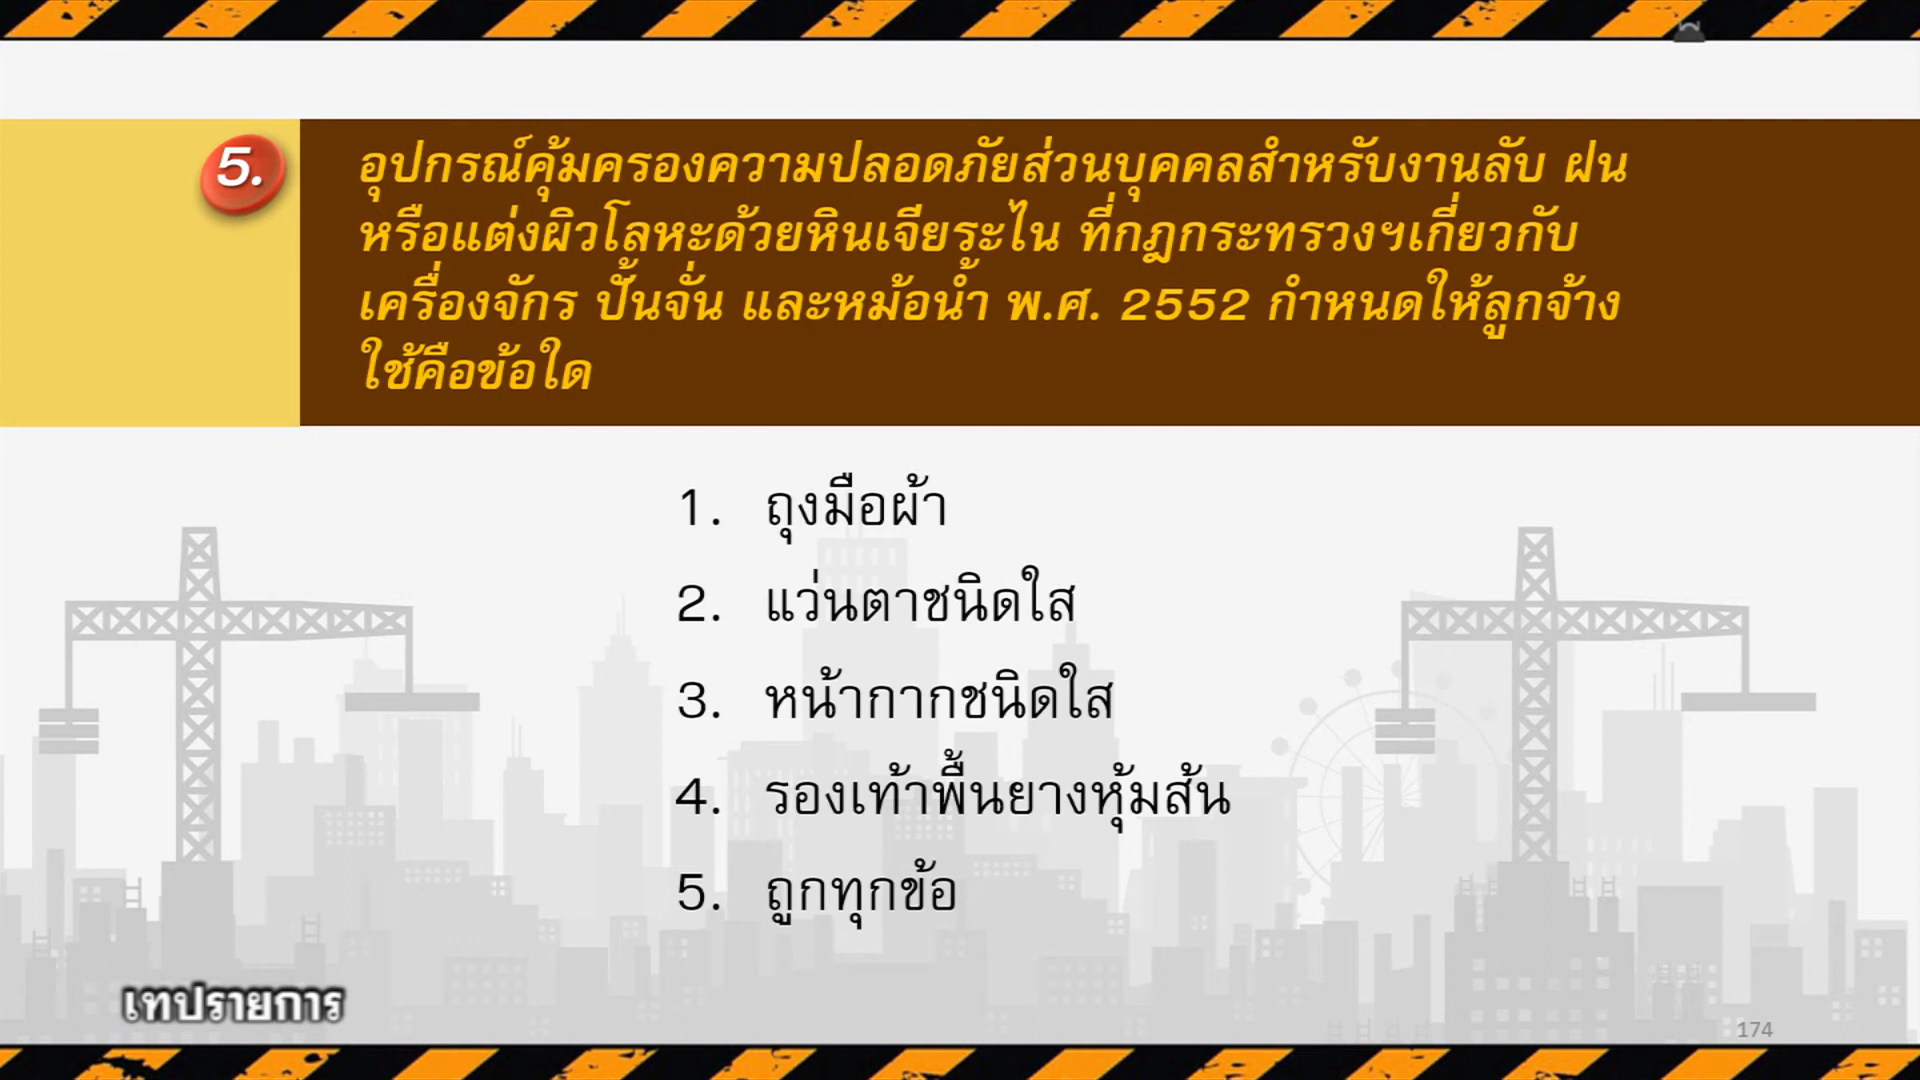 5.
อุปกรณ์คุ้มครองความปลอดภัยส่วนบุคคลสำหรับงานลับ ฝน
หรือแต่งผิวโลหะด้วยหินเจียระไน ที่กฎกระทรวงฯเกี่ยวกับ
เครื่องจักร ปั้นจั่น และหม้อน้ำ พ.ศ. 2552 กำหนดให้ลูกจ้าง
ใช้คือข้อใด
1. ถุงมือผ้า
2. แว่นตาชนิดใส
3. หน้ากากชนิดใส
4. รองเท้าพื้นยางหุ้มส้น
5. ถูกทุกข้อ
เทปรายการ
174